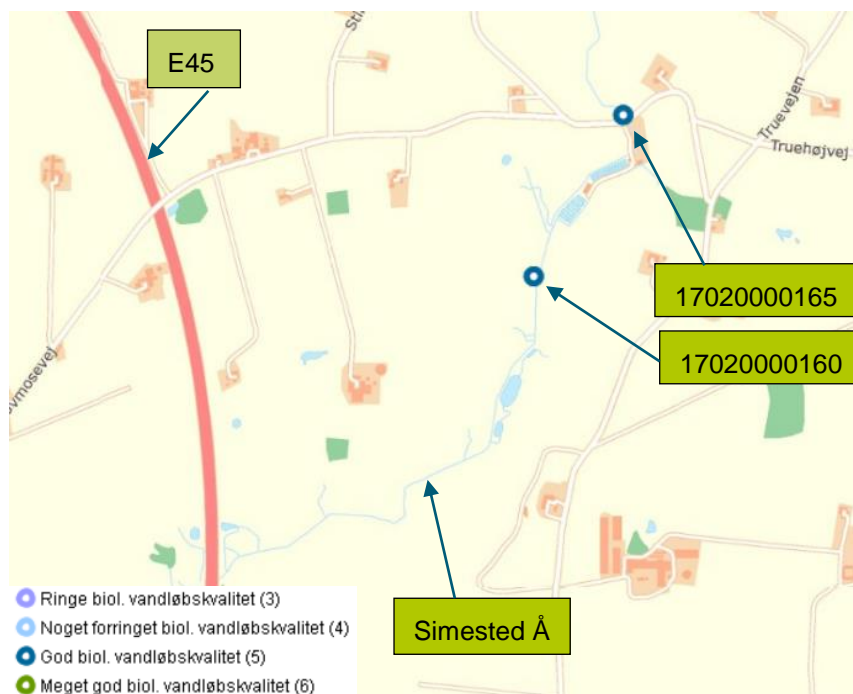 E45
Truevejen
Truehøjvej
17020000165
17020000160
vmosevej
Simested Å
Ringe biol. vandløbskvalitet (3)
Noget forringet biol. vandløbskvalitet (4)
God biol. vandløbskvalitet (5)
Meget god biol. vandløbskvalitet (6)